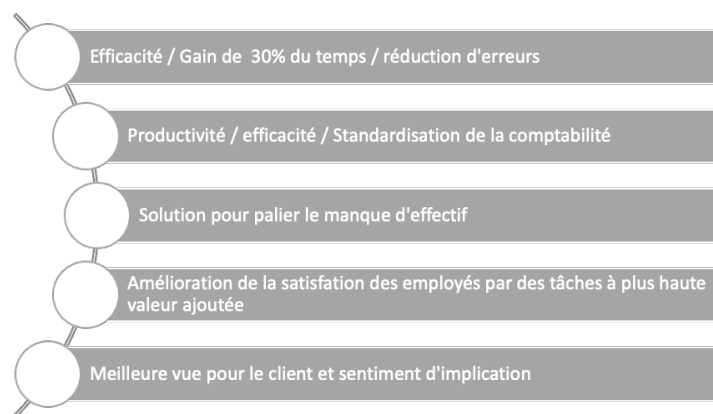 Efficacité / Gain de  30% du temps / réduction d'erreurs
Productivité / efficacité / Standardisation de la comptabilité
Solution pour palier le manque d'effectif
Amélioration de la satisfaction des employés par des tâches à plus haute
valeur ajoutée
Meilleure vue pour le client et sentiment d'implication